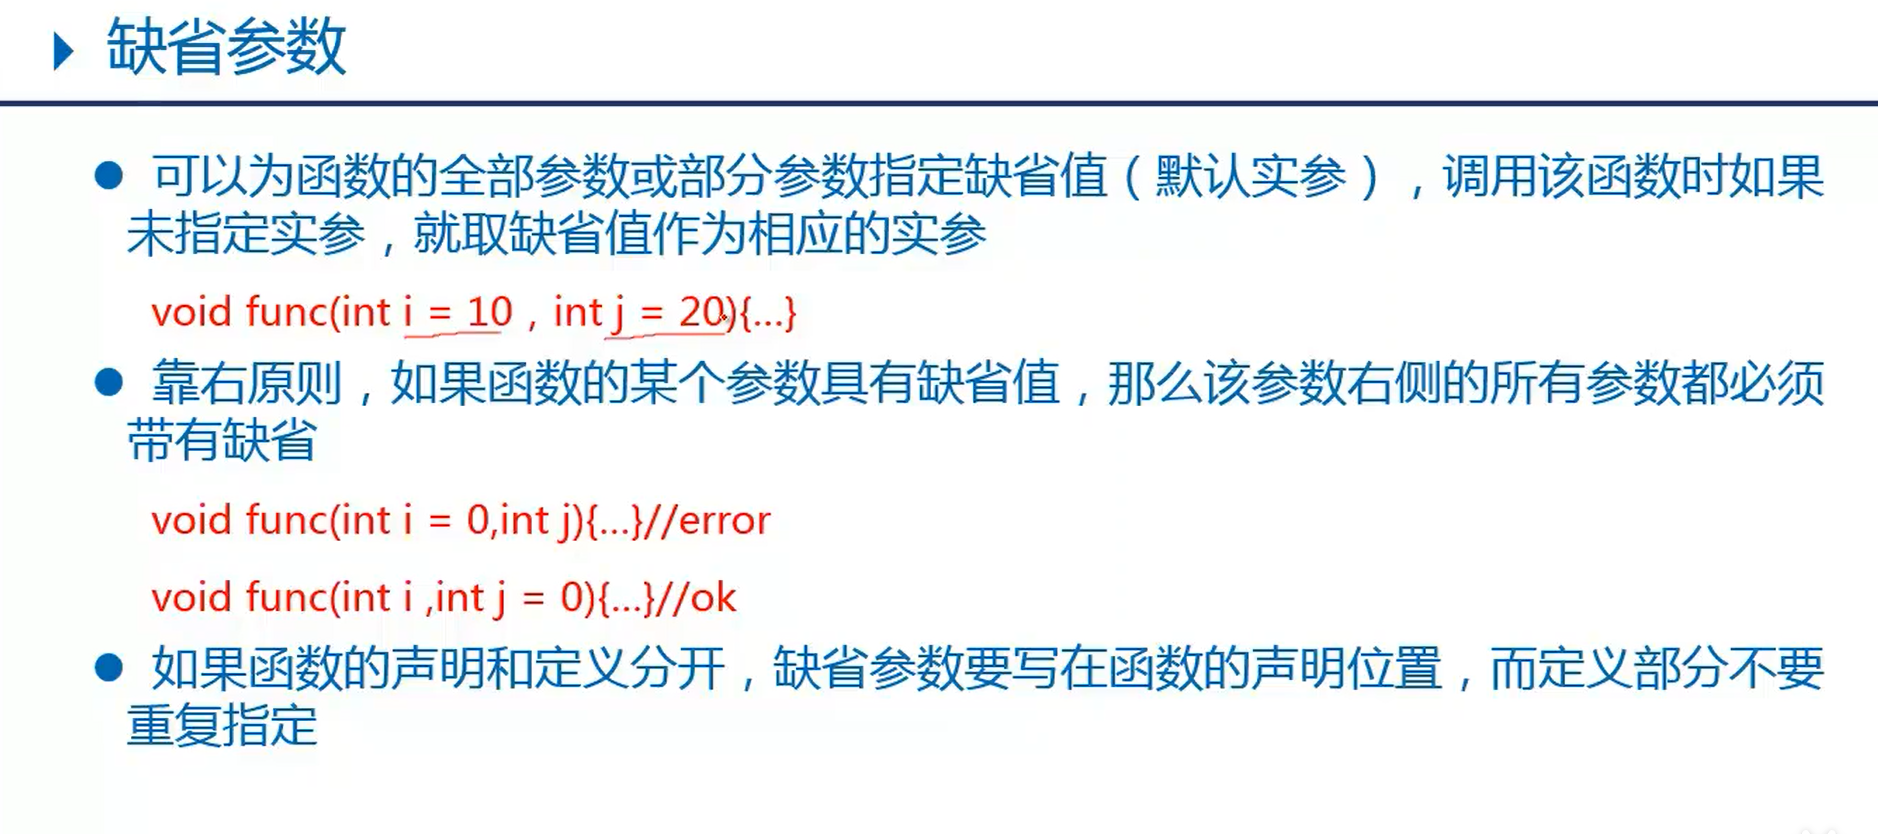 缺省参数
可以为函数的全部参数或部分参数指定缺省值（默认实参），调用该函数时如果
未指定实参，就取缺省值作为相应的实参
void func(int i = 10，int j = 20){...}
靠右原则，如果函数的某个参数具有缺省值，那么该参数右侧的所有参数都必须
带有缺省
void func(int i = 0,int j){...}//error
void func(int i ,int j = 0){...}//ok
如果函数的声明和定义分开，缺省参数要写在函数的声明位置，而定义部分不要
重复指定